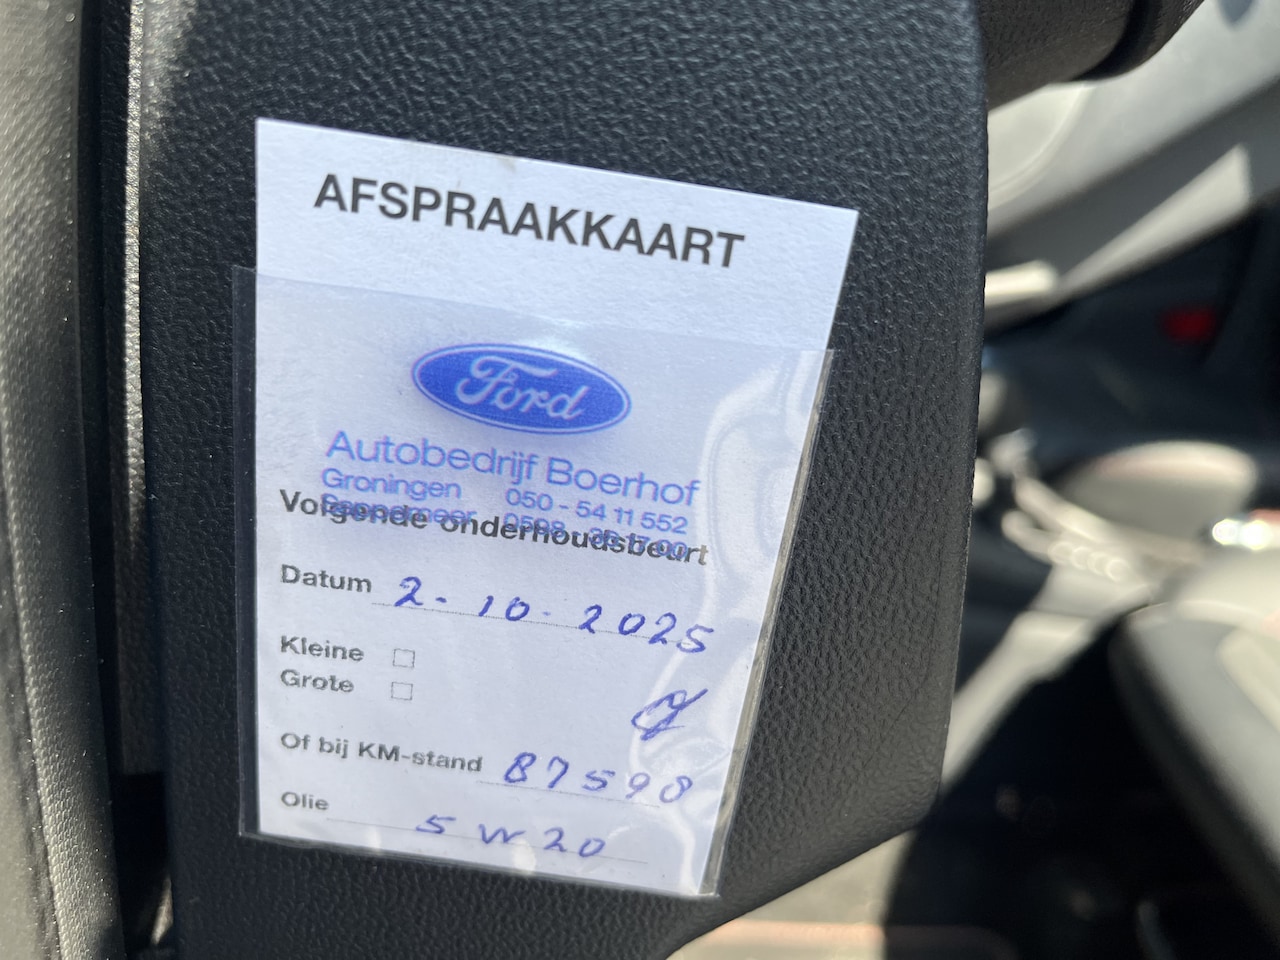 AFSPRAAKKAART
Ford
Autobedrijf Boerhof
Groningen 050 - 54 11 552
Volgende onderhoudsbeurt
Datum 2-10-2025
Kleine
Grote
Of bij KM-stand 87598
Olie 5W20